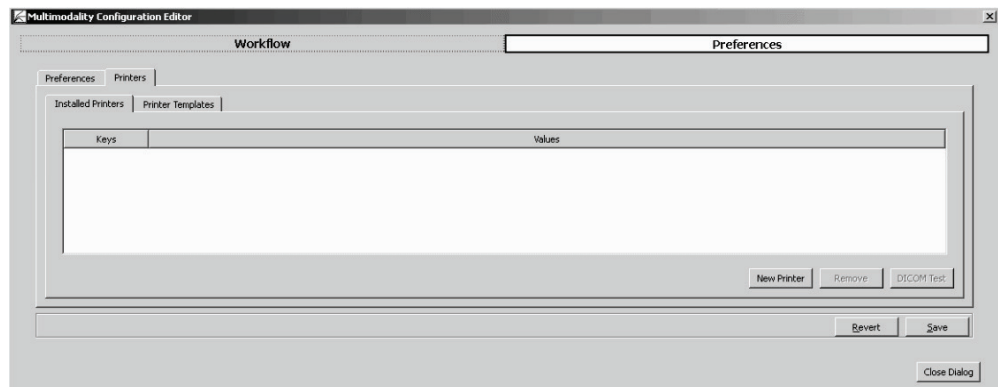 Multimodality Configuration Editor
Workflow Preferences
Preferences Printers
Installed Printers Printer Templates
Keys Values
New Printer Remove DICOM Test
Revert Save
Close Dialog